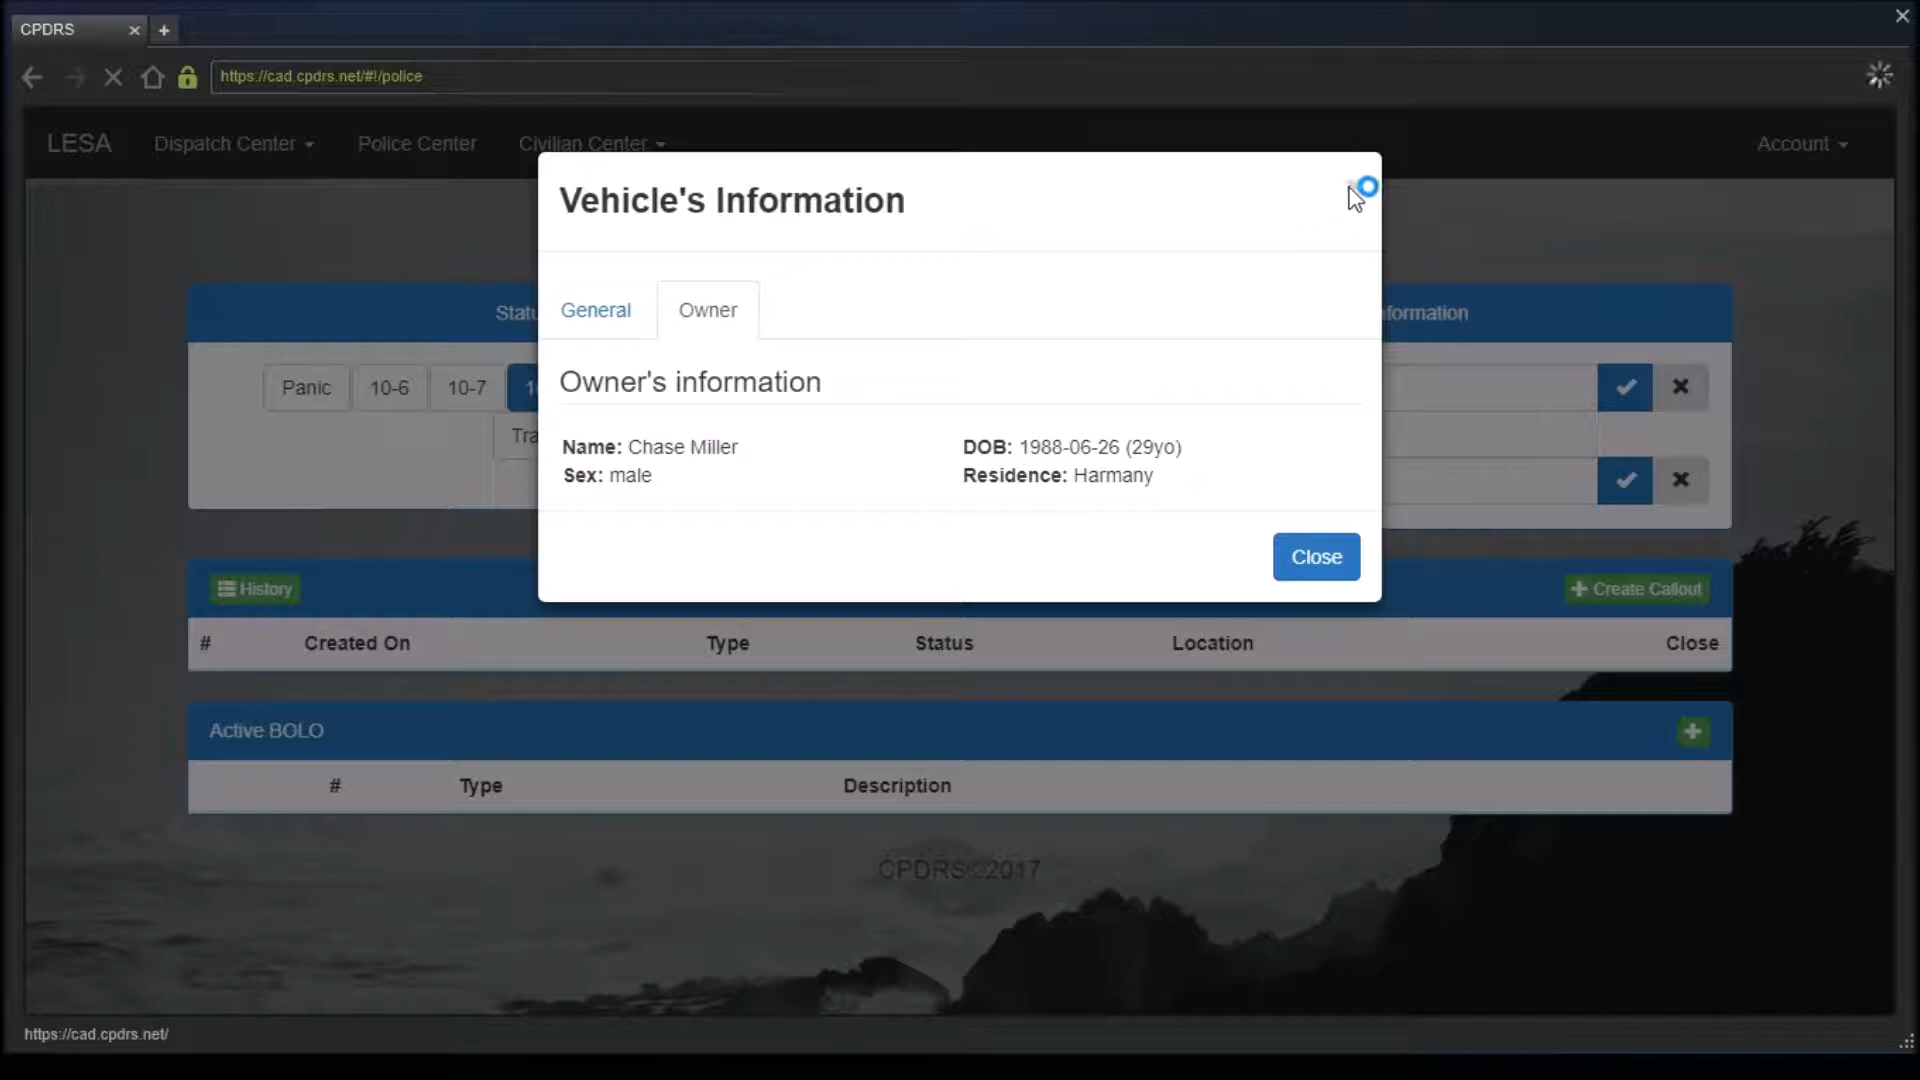 CPDRS
https://cad.cpdrs.net/#!/police
LESA Dispatch Center Police Center Civilian Center Account
Vehicle's Information
General Owner
Owner's information
Name: Chase Miller DOB: 1988-06-26 (29yo)
Sex: male Residence: Harmany
Close
Panic 10-6 10-7
History Create Callout
# Created On Type Status Location Close
Active BOLO
# Type Description
CPDRS©2017
https://cad.cpdrs.net/